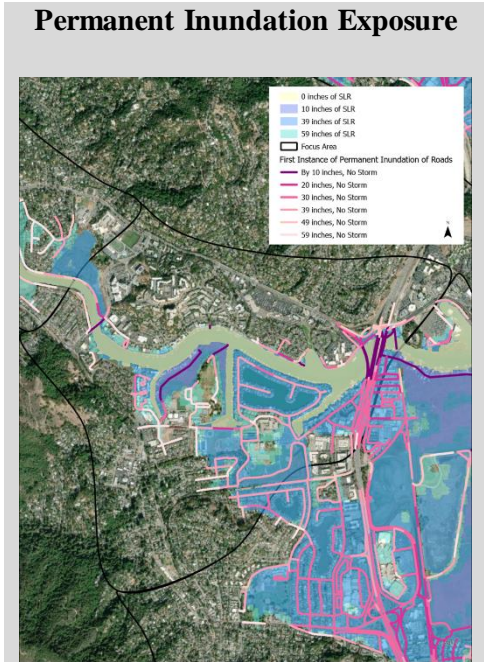 Permanent Inundation Exposure
0 inches of SLR
10 inches of SLR
39 inches of SLR
59 inches of SLR
Focus Area
First Instance of Permanent Inundation of Roads
By 10 inches, No Storm
20 inches, No Storm
30 inches, No Storm
39 inches, No Storm
49 inches, No Storm
59 inches, No Storm